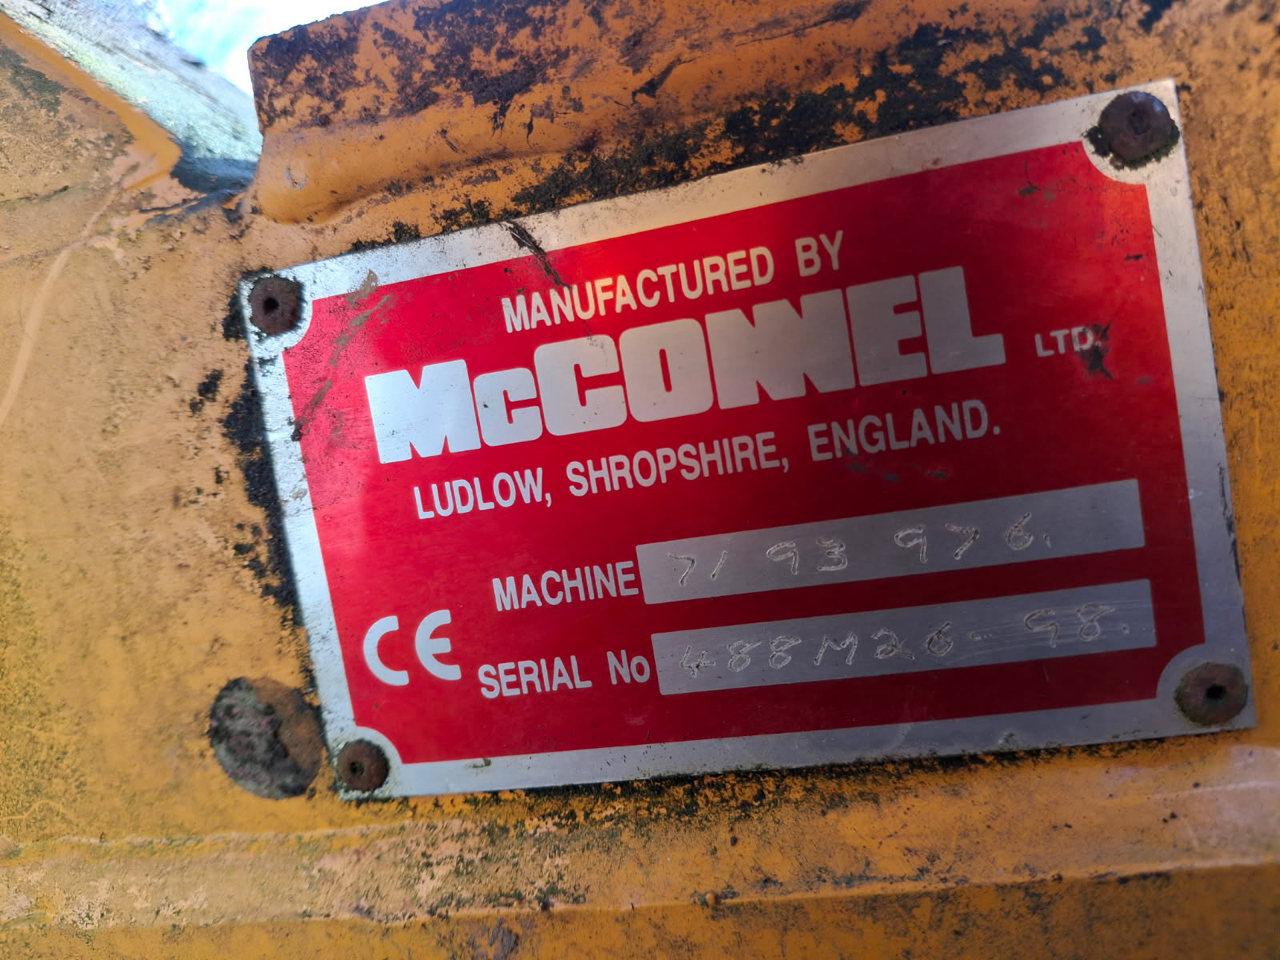 MANUFACTURED BY
McCONNEL LTD.
LUDLOW, SHROPSHIRE, ENGLAND.
MACHINE 71 93 976.
CE SERIAL No 488M26-98.